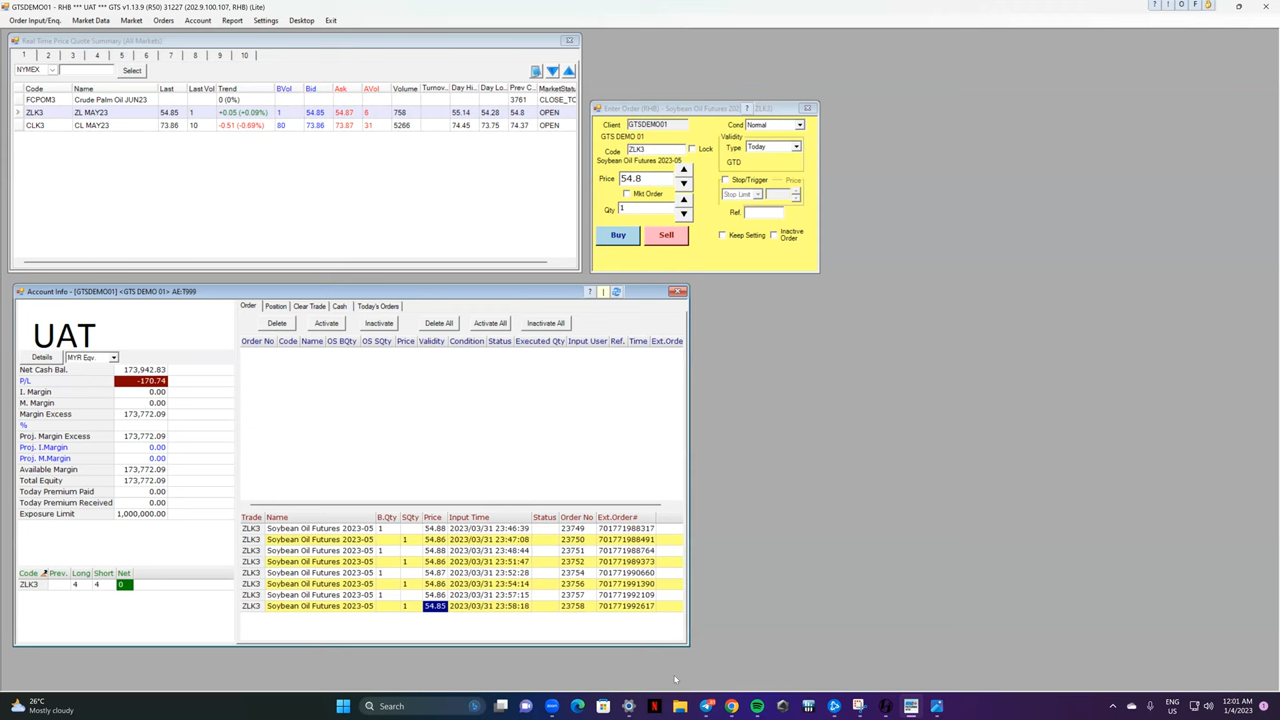 GTSDEMO01 - RHB ** UAT ** GTS v1.13.9 (RS0) 31227 (202.9.100.107, RHB) (Lite)
Order Input/Enq. Market Data Market Orders Account Report Settings Desktop Exit
Real Time Price Quote Summary (All Markets)
1 2 3 4 5 6 7 8 9 10
NYMEX Select
Code Name Last Last Vol Trend BVol Bid Ask AVol Volume Turnov... Day Hi... Day Lo... Prev C... MarketStatu
FCPOM3 Crude Palm Oil JUN23 0 (0%) 3761 CLOSE_TO
ZLK3 ZL MAY23 54.85 1 +0.05 (+0.09%) 1 54.85 54.87 6 758 55.14 54.28 54.8 OPEN
CLK3 CL MAY23 73.86 10 -0.51 (-0.69%) 80 73.86 73.87 31 5266 74.45 73.75 74.37 OPEN
Enter Order (RHB) - Soybean Oil Futures 202 ? ZLK3)
Client GTSDEMO01 Cond Normal
GTS DEMO 01 Validity
Code ZLK3 Lock Type Today
Soybean Oil Futures 2023-05 GTD
Price 54.8 Stop/Trigger Price
Mkt Order Stop Limit
Qty 1 Ref.
Buy Sell Keep Setting Inactive Order
Account Info - [GTSDEMO01] <GTS DEMO 01> AE:T999 ?
UAT
Details MYR Eqv.
Net Cash Bal. 173,942.83
P/L -170.74
I. Margin 0.00
M. Margin 0.00
Margin Excess 173,772.09
%
Proj. Margin Excess 173,772.09
Proj. I.Margin 0.00
Proj. M.Margin 0.00
Available Margin 173,772.09
Total Equity 173,772.09
Today Premium Paid 0.00
Today Premium Received 0.00
Exposure Limit 1,000,000.00
Code Prev. Long Short Net
ZLK3 4 4 0
Order Position Clear Trade Cash Today's Orders
Delete Activate Inactivate Delete All Activate All Inactivate All
Order No Code Name OS BQty OS SQty Price Validity Condition Status Executed Qty Input User Ref. Time Ext.Orde
Trade Name B.Qty SQty Price Input Time Status Order No Ext.Order#
ZLK3 Soybean Oil Futures 2023-05 1 54.88 2023/03/31 23:46:39 23749 701771988317
ZLK3 Soybean Oil Futures 2023-05 1 54.86 2023/03/31 23:47:08 23750 701771988491
ZLK3 Soybean Oil Futures 2023-05 1 54.88 2023/03/31 23:48:44 23751 701771988764
ZLK3 Soybean Oil Futures 2023-05 1 54.86 2023/03/31 23:51:47 23752 701771989373
ZLK3 Soybean Oil Futures 2023-05 1 54.87 2023/03/31 23:52:28 23754 701771990660
ZLK3 Soybean Oil Futures 2023-05 1 54.86 2023/03/31 23:54:14 23756 701771991390
ZLK3 Soybean Oil Futures 2023-05 1 54.86 2023/03/31 23:57:15 23757 701771992109
ZLK3 Soybean Oil Futures 2023-05 1 54.85 2023/03/31 23:58:18 23758 701771992617
26°C
Mostly cloudy
Search
ENG
UK
12:01 AM
1/4/2023